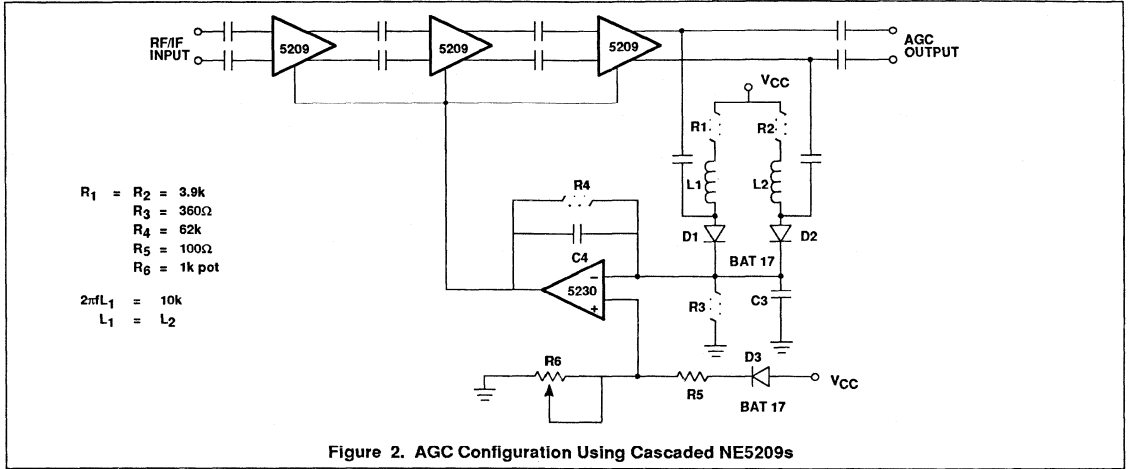 RF/IF
INPUT
5209
5209
5209
AGC
OUTPUT
VCC
R1
R2
L1
L2
R1 = R2 = 3.9k
R3 = 360Ω
R4 = 62k
R5 = 100Ω
R6 = 1k pot
2πfL1 = 10k
L1 = L2
R4
C4
D1
D2
BAT 17
5230
−
+
R3
C3
R6
R5
D3
BAT 17
VCC
Figure 2. AGC Configuration Using Cascaded NE5209s